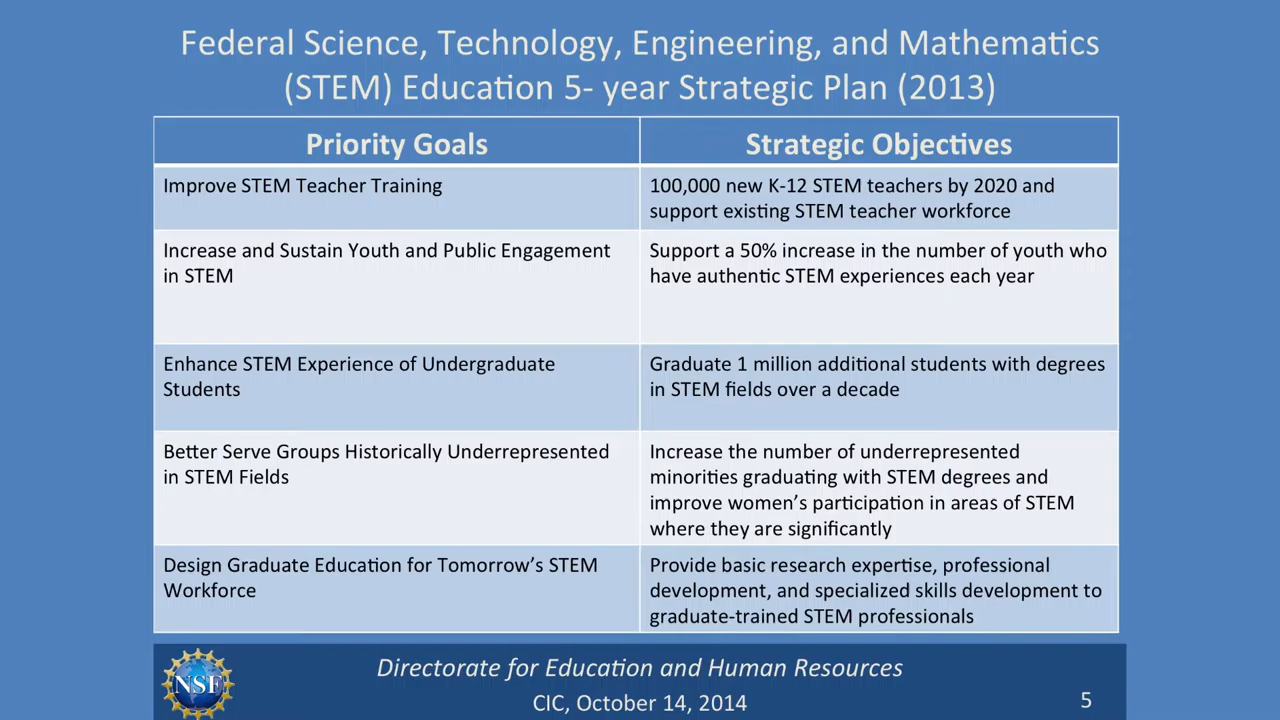 Federal Science, Technology, Engineering, and Mathematics
(STEM) Education 5- year Strategic Plan (2013)
Priority Goals
Strategic Objectives
Improve STEM Teacher Training
100,000 new K-12 STEM teachers by 2020 and
support existing STEM teacher workforce
Increase and Sustain Youth and Public Engagement
in STEM
Support a 50% increase in the number of youth who
have authentic STEM experiences each year
Enhance STEM Experience of Undergraduate
Students
Graduate 1 million additional students with degrees
in STEM fields over a decade
Better Serve Groups Historically Underrepresented
in STEM Fields
Increase the number of underrepresented
minorities graduating with STEM degrees and
improve women’s participation in areas of STEM
where they are significantly
Design Graduate Education for Tomorrow’s STEM
Workforce
Provide basic research expertise, professional
development, and specialized skills development to
graduate-trained STEM professionals
NSF
Directorate for Education and Human Resources
CIC, October 14, 2014
5